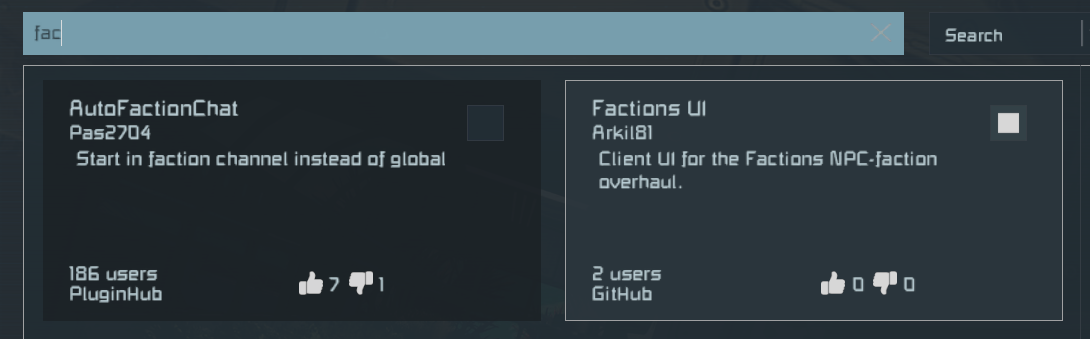 fac
Search
AutoFactionChat
Pas2704
Start in faction channel instead of global
186 users
PluginHub
7
1
Factions UI
Arkil81
Client UI for the Factions NPC-faction
overhaul.
2 users
GitHub
0
0